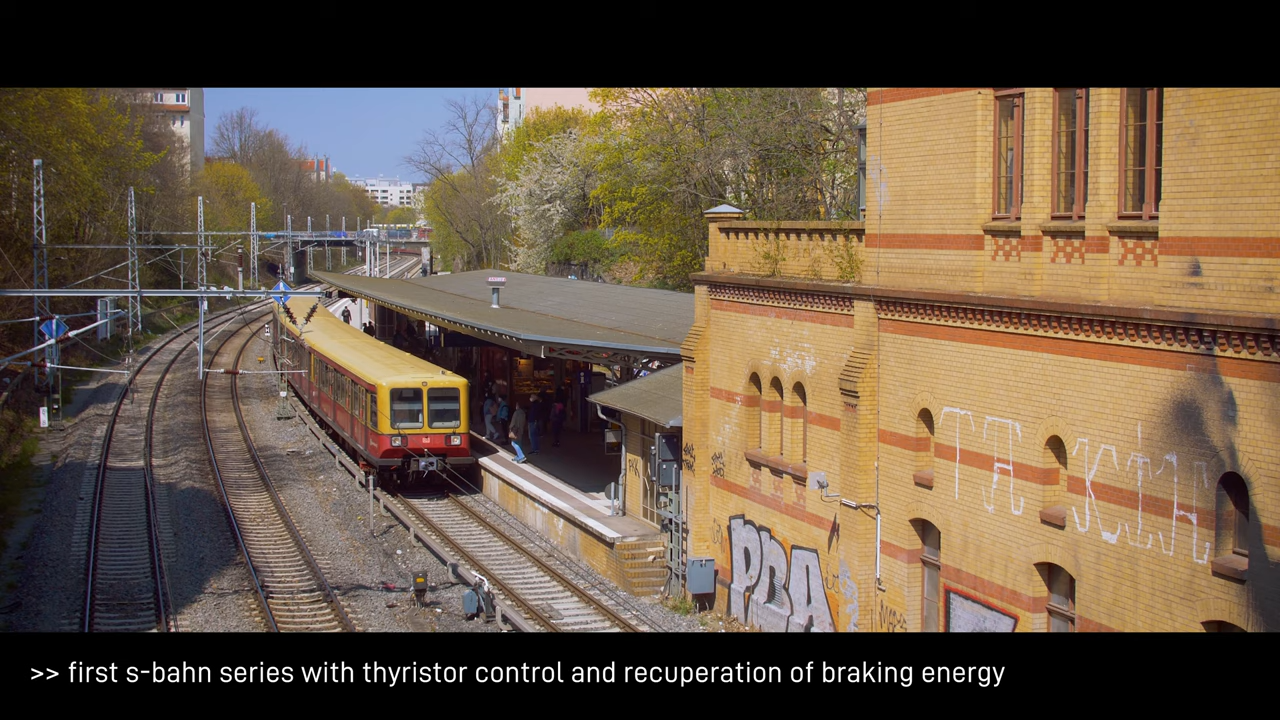 PBA
>> first s-bahn series with thyristor control and recuperation of braking energy